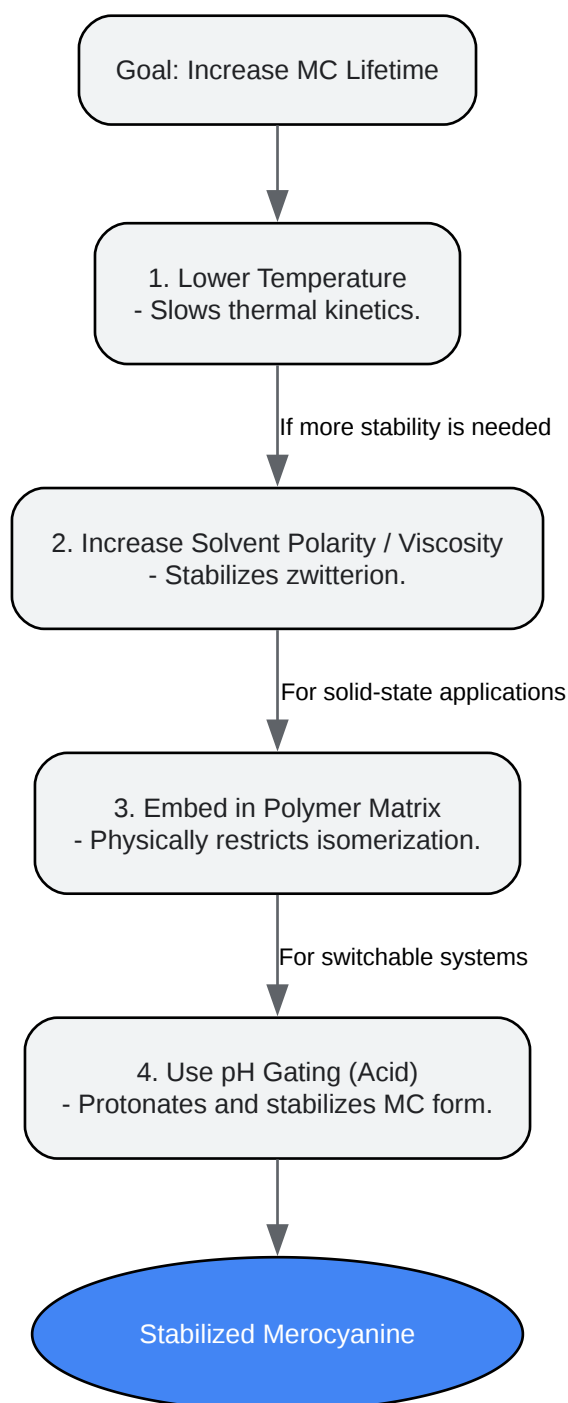 Goal: Increase MC Lifetime
1. Lower Temperature
- Slows thermal kinetics.
If more stability is needed
2. Increase Solvent Polarity / Viscosity
- Stabilizes zwitterion.
For solid-state applications
3. Embed in Polymer Matrix
- Physically restricts isomerization.
For switchable systems
4. Use pH Gating (Acid)
- Protonates and stabilizes MC form.
Stabilized Merocyanine